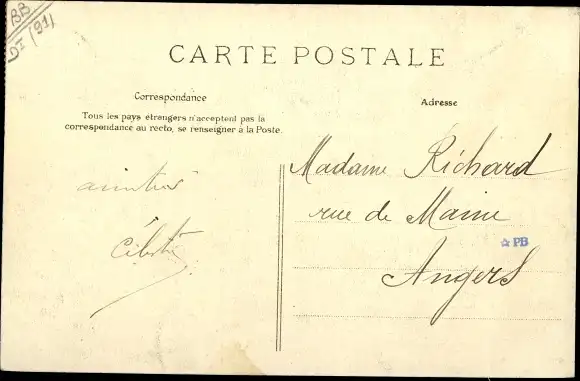 BB
(91)
CARTE POSTALE
Correspondance
Tous les pays étrangers n'acceptent pas la
correspondance au recto, se renseigner à la Poste.
Adresse
Madame Richard
rue de Maine
Angers
PB